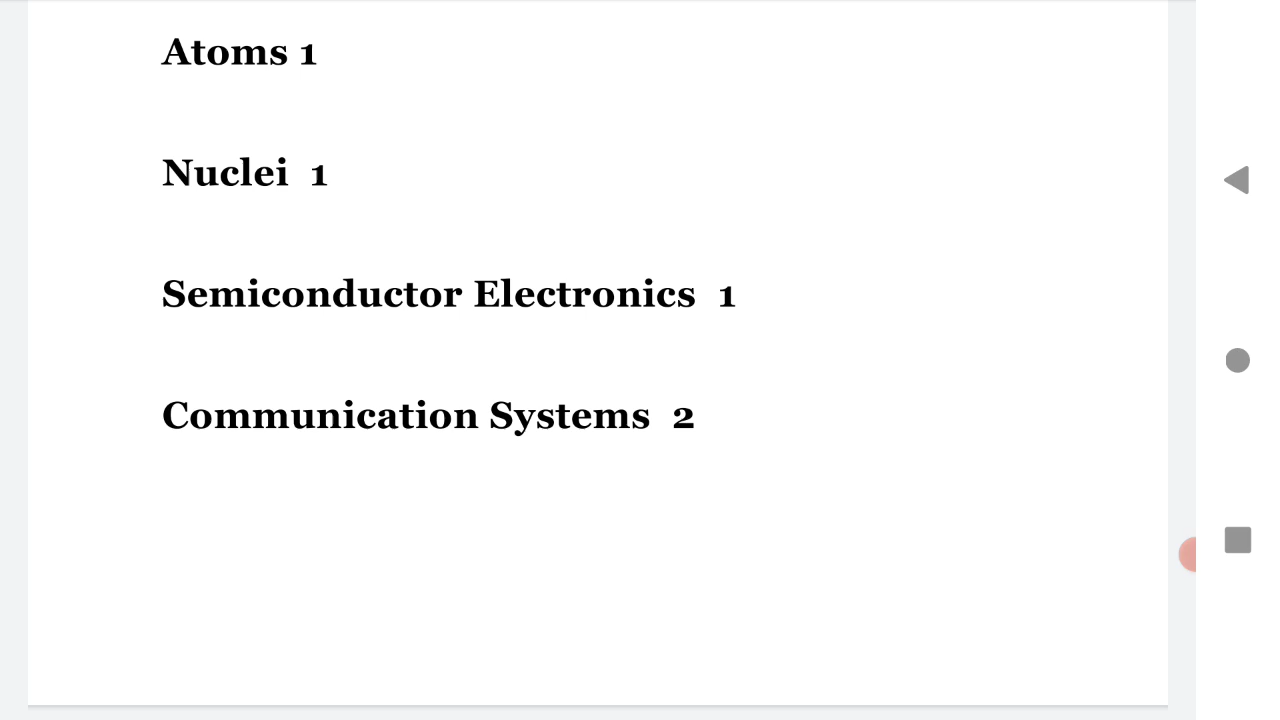 Atoms 1
Nuclei 1
Semiconductor Electronics 1
Communication Systems 2